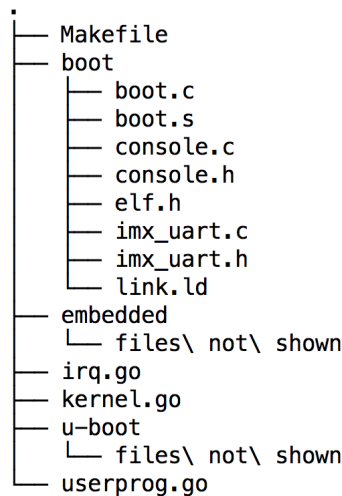 .
├── Makefile
├── boot
│   ├── boot.c
│   ├── boot.s
│   ├── console.c
│   ├── console.h
│   ├── elf.h
│   ├── imx_uart.c
│   ├── imx_uart.h
│   └── link.ld
├── embedded
│   └── files\ not\ shown
├── irq.go
├── kernel.go
├── u-boot
│   └── files\ not\ shown
└── userprog.go